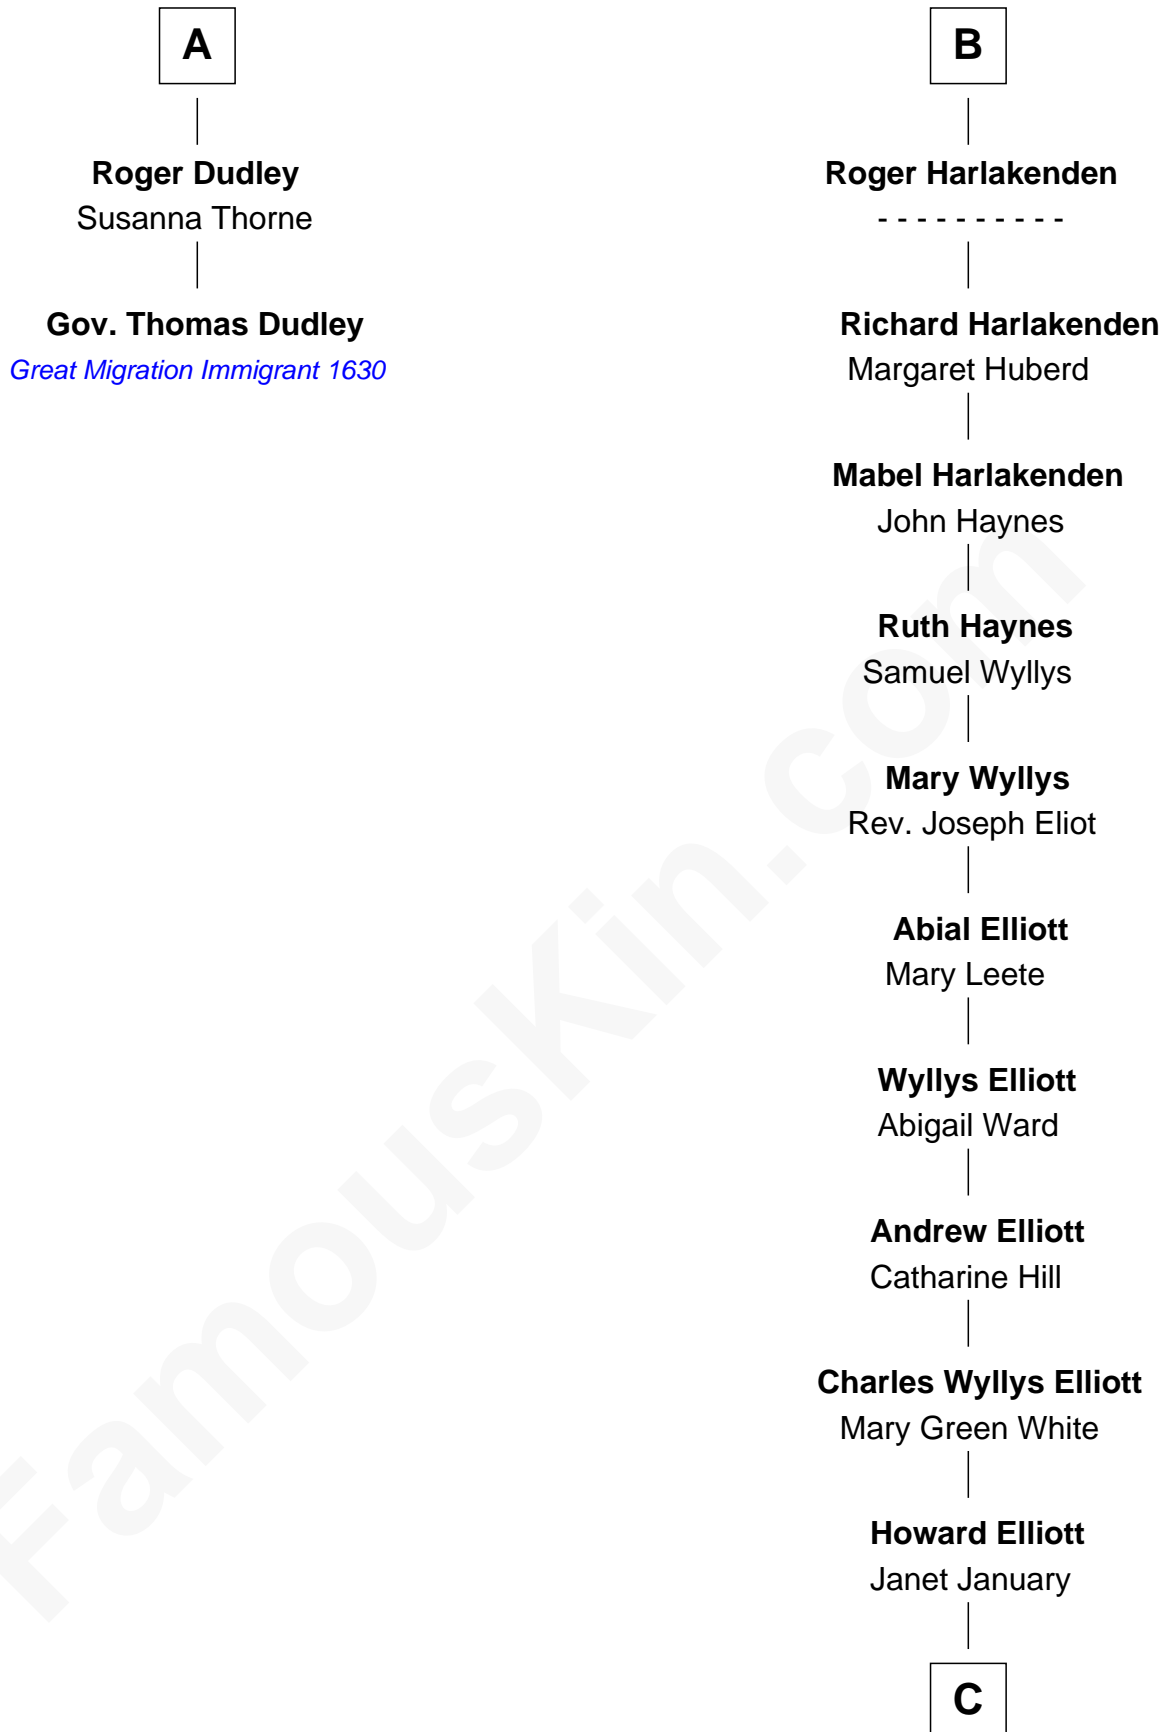 A
Roger Dudley
Susanna Thorne
Gov. Thomas Dudley
Great Migration Immigrant 1630
B
Roger Harlakenden
- - - - - - - - - -
Richard Harlakenden
Margaret Huberd
Mabel Harlakenden
John Haynes
Ruth Haynes
Samuel Wyllys
Mary Wyllys
Rev. Joseph Eliot
Abial Elliott
Mary Leete
Wyllys Elliott
Abigail Ward
Andrew Elliott
Catharine Hill
Charles Wyllys Elliott
Mary Green White
Howard Elliott
Janet January
C
FamousKin.com